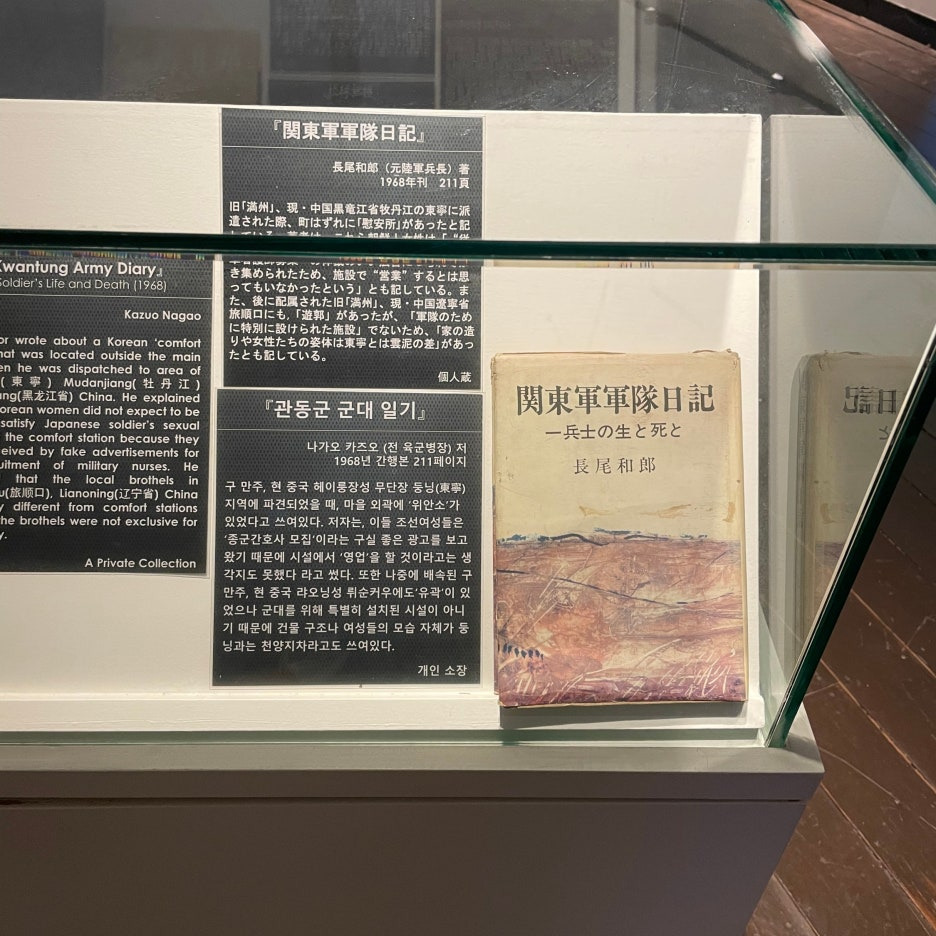 『関東軍軍隊日記』
長尾和郎（元陸軍兵長）著
1968年刊　211頁
旧「満州」、現・中国黒竜江省牡丹江の東寧に派
遣された際、町はずれに「慰安所」があったと記
き集められたため、施設で“営業”するとは思
ってもいなかったという」とも記している。ま
た、後に配属された旧「満州」、現・中国遼寧省
旅順口にも、「遊郭」があったが、「軍隊のため
に特別に設けられた施設」でないため、「家の造
りや女性たちの姿体は東寧とは雲泥の差」があっ
たとも記している。
個人蔵
Kwantung Army Diary』
Soldier's Life and Death (1968)
Kazuo Nagao
or wrote about a Korean ‘comfort
hat was located outside the main
en he was dispatched to area of
(東寧) Mudanjiang(牡丹江)
ang(黑龙江省) China. He explained
orean women did not expect to be
satisfy Japanese soldier's sexual
the comfort station because they
eived by fake advertisements for
uitment of military nurses. He
that the local brothels in
u(旅顺口), Lianoning(辽宁省) China
y different from comfort stations
he brothels were not exclusive for
y.
A Private Collection
『관동군 군대 일기』
나가오 카즈오 (전 육군병장) 저
1968년 간행본 211페이지
구 만주, 현 중국 헤이룽장성 무단장 둥닝(東寧)
지역에 파견되었을 때, 마을 외곽에 ‘위안소’가
있었다고 쓰여있다. 저자는, 이들 조선여성들은
‘종군간호사 모집’이라는 구실 좋은 광고를 보고
왔기 때문에 시설에서 ‘영업’을 할 것이라고는 생
각지도 못했다 라고 썼다. 또한 나중에 배속된 구
만주, 현 중국 랴오닝성 뤼순커우에도‘유곽’이 있
었으나 군대를 위해 특별히 설치된 시설이 아니
기 때문에 건물 구조나 여성들의 모습 자체가 둥
닝과는 천양지차라고도 쓰여있다.
개인 소장
関東軍軍隊日記
一兵士の生と死と
長尾和郎